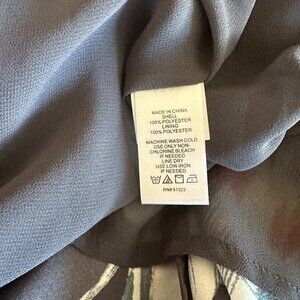 MADE IN CHINA
SHELL
100% POLYESTER
LINING
100% POLYESTER
MACHINE WASH COLD
USE ONLY NON-
CHLORINE BLEACH
IF NEEDED
LINE DRY
USE LOW IRON
IF NEEDED
RN# 51323